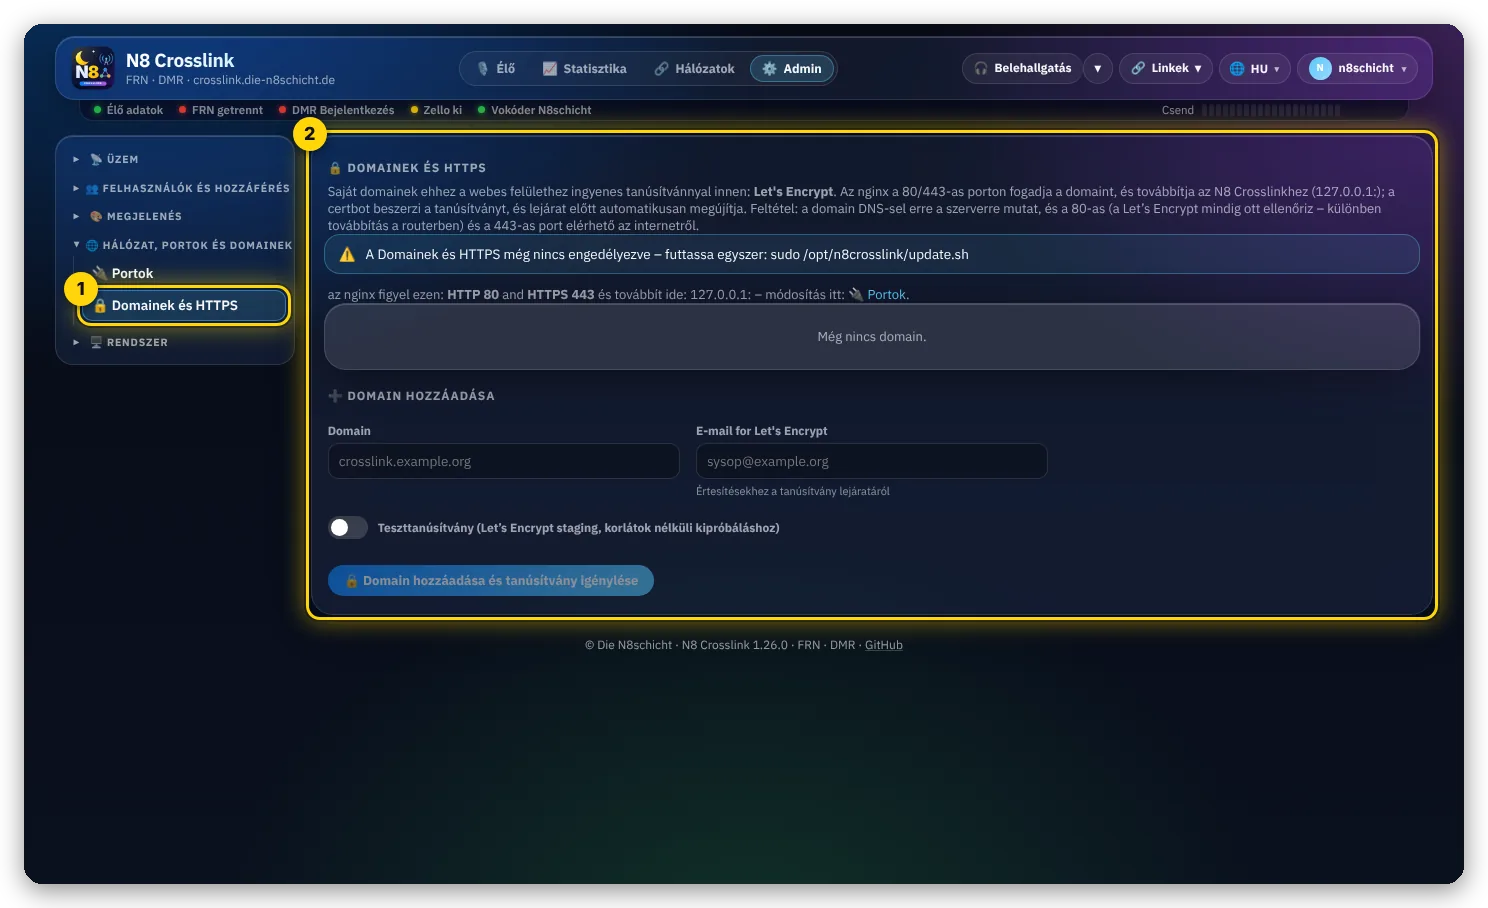 N8 Crosslink
FRN · DMR · crosslink.die-n8schicht.de
Élő
Statisztika
Hálózatok
Admin
Belehallgatás
Linkek
HU
N
n8schicht
Élő adatok
FRN getrennt
DMR Bejelentkezés
Zello ki
Vokóder N8schicht
Csend
ÜZEM
FELHASZNÁLÓK ÉS HOZZÁFÉRÉS
MEGJELENÉS
HÁLÓZAT, PORTOK ÉS DOMAINEK
Portok
1
Domainek és HTTPS
RENDSZER
2
DOMAINEK ÉS HTTPS
Saját domainek ehhez a webes felülethez ingyenes tanúsítvánnyal innen: Let's Encrypt. Az nginx a 80/443-as porton fogadja a domaint, és továbbítja az N8 Crosslinkhez (127.0.0.1:); a
certbot beszerzi a tanúsítványt, és lejárat előtt automatikusan megújítja. Feltétel: a domain DNS-sel erre a szerverre mutat, és a 80-as (a Let’s Encrypt mindig ott ellenőriz – különben
továbbítás a routerben) és a 443-as port elérhető az internetről.
A Domainek és HTTPS még nincs engedélyezve – futtassa egyszer: sudo /opt/n8crosslink/update.sh
az nginx figyel ezen: HTTP 80 and HTTPS 443 és továbbít ide: 127.0.0.1: – módosítás itt: Portok.
Még nincs domain.
DOMAIN HOZZÁADÁSA
Domain
E-mail for Let's Encrypt
crosslink.example.org
sysop@example.org
Értesítésekhez a tanúsítvány lejáratáról
Teszttanúsítvány (Let’s Encrypt staging, korlátok nélküli kipróbáláshoz)
Domain hozzáadása és tanúsítvány igénylése
© Die N8schicht · N8 Crosslink 1.26.0 · FRN · DMR · GitHub